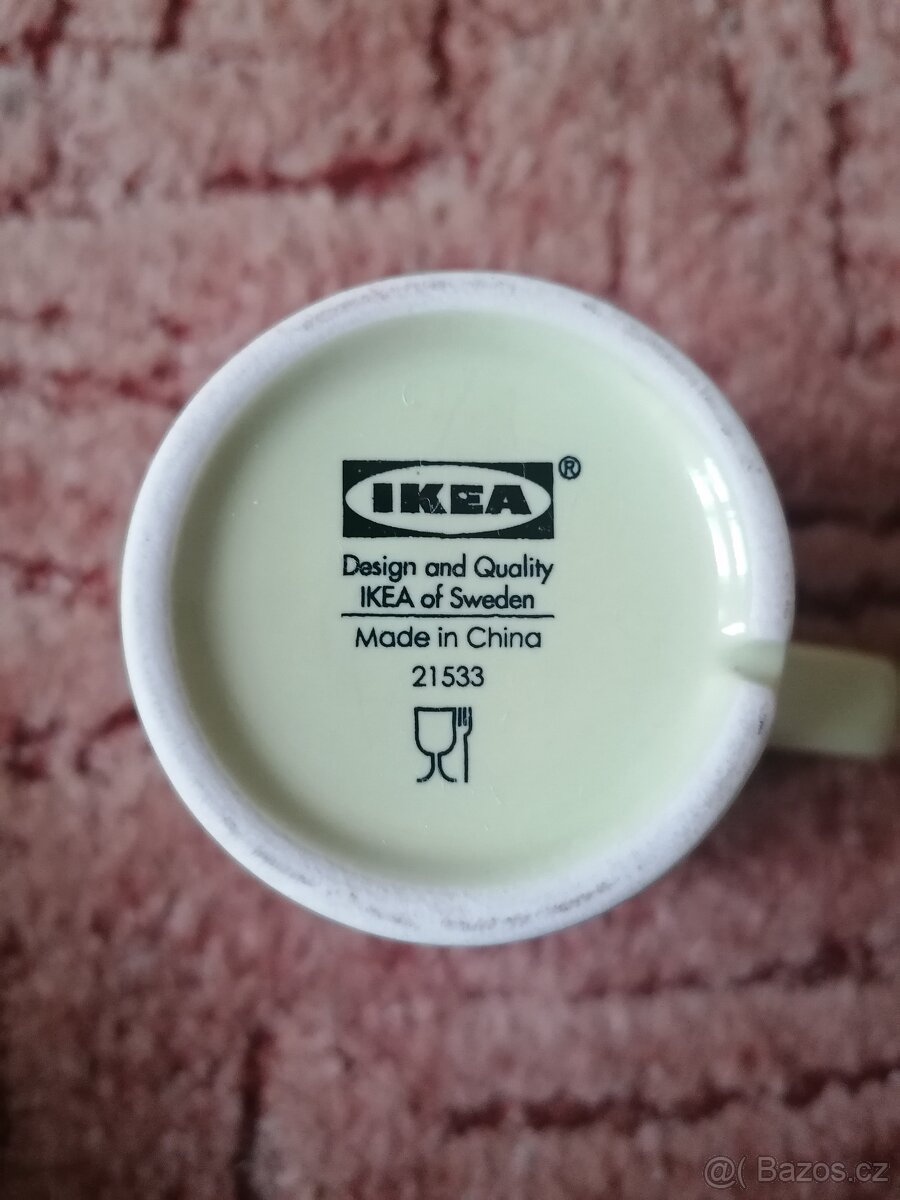 IKEA®
Design and Quality
IKEA of Sweden
Made in China
21533
@( Bazos.cz